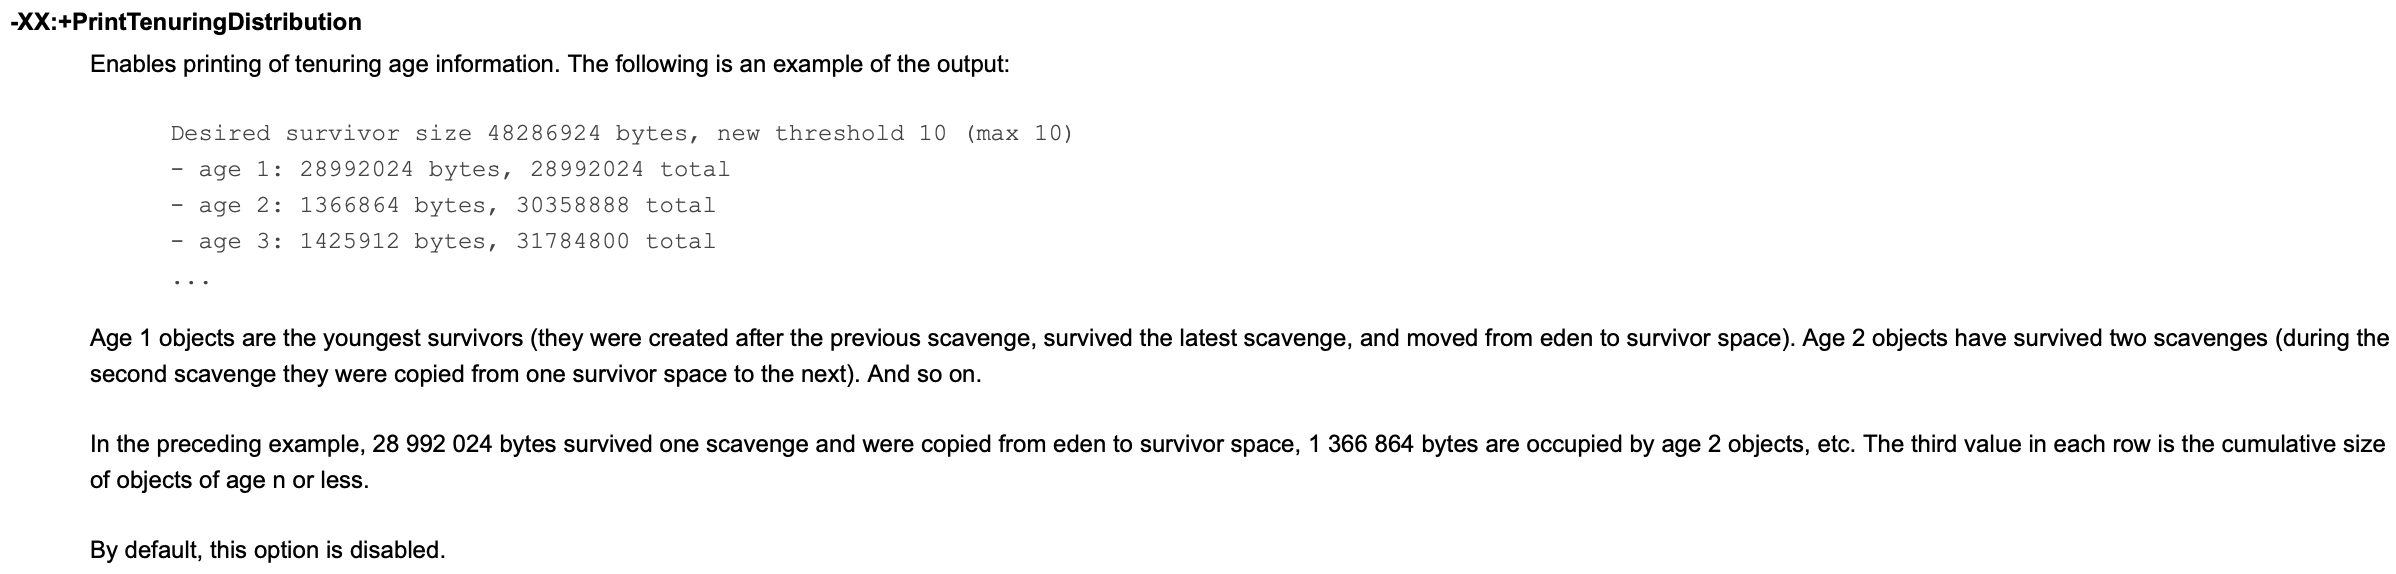 -XX:+PrintTenuringDistribution
Enables printing of tenuring age information. The following is an example of the output:
Desired survivor size 48286924 bytes, new threshold 10 (max 10)
- age 1: 28992024 bytes, 28992024 total
- age 2: 1366864 bytes, 30358888 total
- age 3: 1425912 bytes, 31784800 total
...
Age 1 objects are the youngest survivors (they were created after the previous scavenge, survived the latest scavenge, and moved from eden to survivor space). Age 2 objects have survived two scavenges (during the
second scavenge they were copied from one survivor space to the next). And so on.
In the preceding example, 28 992 024 bytes survived one scavenge and were copied from eden to survivor space, 1 366 864 bytes are occupied by age 2 objects, etc. The third value in each row is the cumulative size
of objects of age n or less.
By default, this option is disabled.